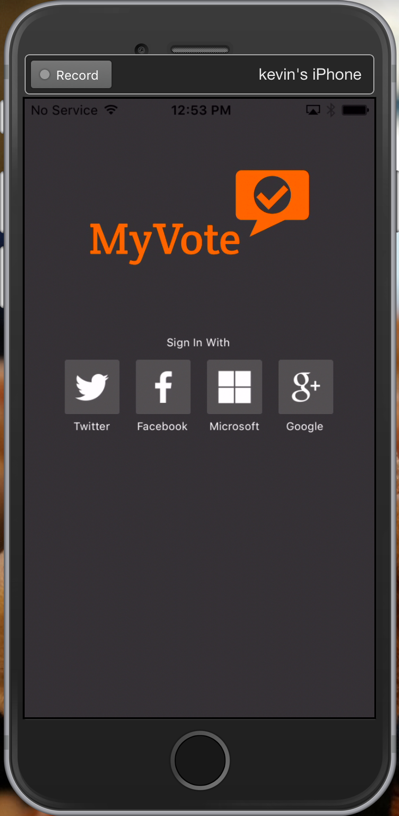 Record
kevin's iPhone
No Service 12:53 PM
MyVote
Sign In With
Twitter Facebook Microsoft Google